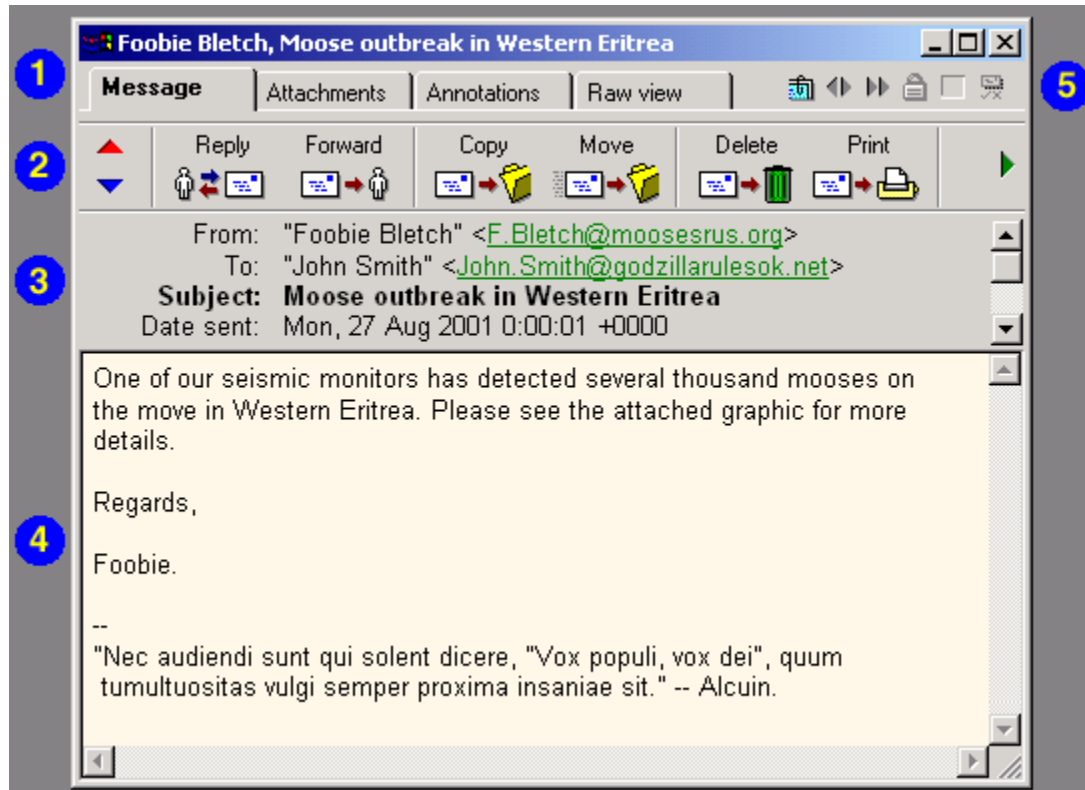 Foobie Bletch, Moose outbreak in Western Eritrea
1
Message Attachments Annotations Raw view
5
2
Reply Forward Copy Move Delete Print
3
From: "Foobie Bletch" <F.Bletch@moosesrus.org>
To: "John Smith" <John.Smith@godzillarulesok.net>
Subject: Moose outbreak in Western Eritrea
Date sent: Mon, 27 Aug 2001 0:00:01 +0000
One of our seismic monitors has detected several thousand mooses on
the move in Western Eritrea. Please see the attached graphic for more
details.
Regards,
4
Foobie.
--
"Nec audiendi sunt qui solent dicere, "Vox populi, vox dei", quum
tumultuositas vulgi semper proxima insaniae sit." -- Alcuin.